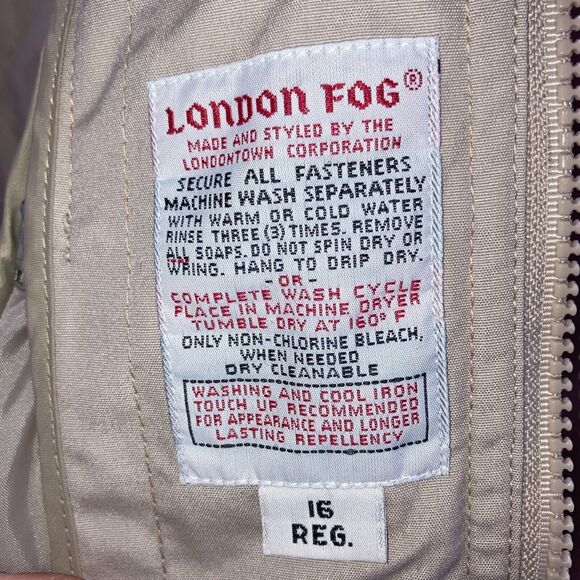 LONDON FOG®
MADE AND STYLED BY THE
LONDONTOWN CORPORATION
SECURE ALL FASTENERS
MACHINE WASH SEPARATELY
WITH WARM OR COLD WATER
RINSE THREE (3) TIMES. REMOVE
ALL SOAPS. DO NOT SPIN DRY OR
WRING. HANG TO DRIP DRY.
-OR-
COMPLETE WASH CYCLE
PLACE IN MACHINE DRYER
TUMBLE DRY AT 160° F
ONLY NON-CHLORINE BLEACH,
WHEN NEEDED
DRY CLEANABLE
WASHING AND COOL IRON
TOUCH UP RECOMMENDED
FOR APPEARANCE AND LONGER
LASTING REPELLENCY
16
REG.